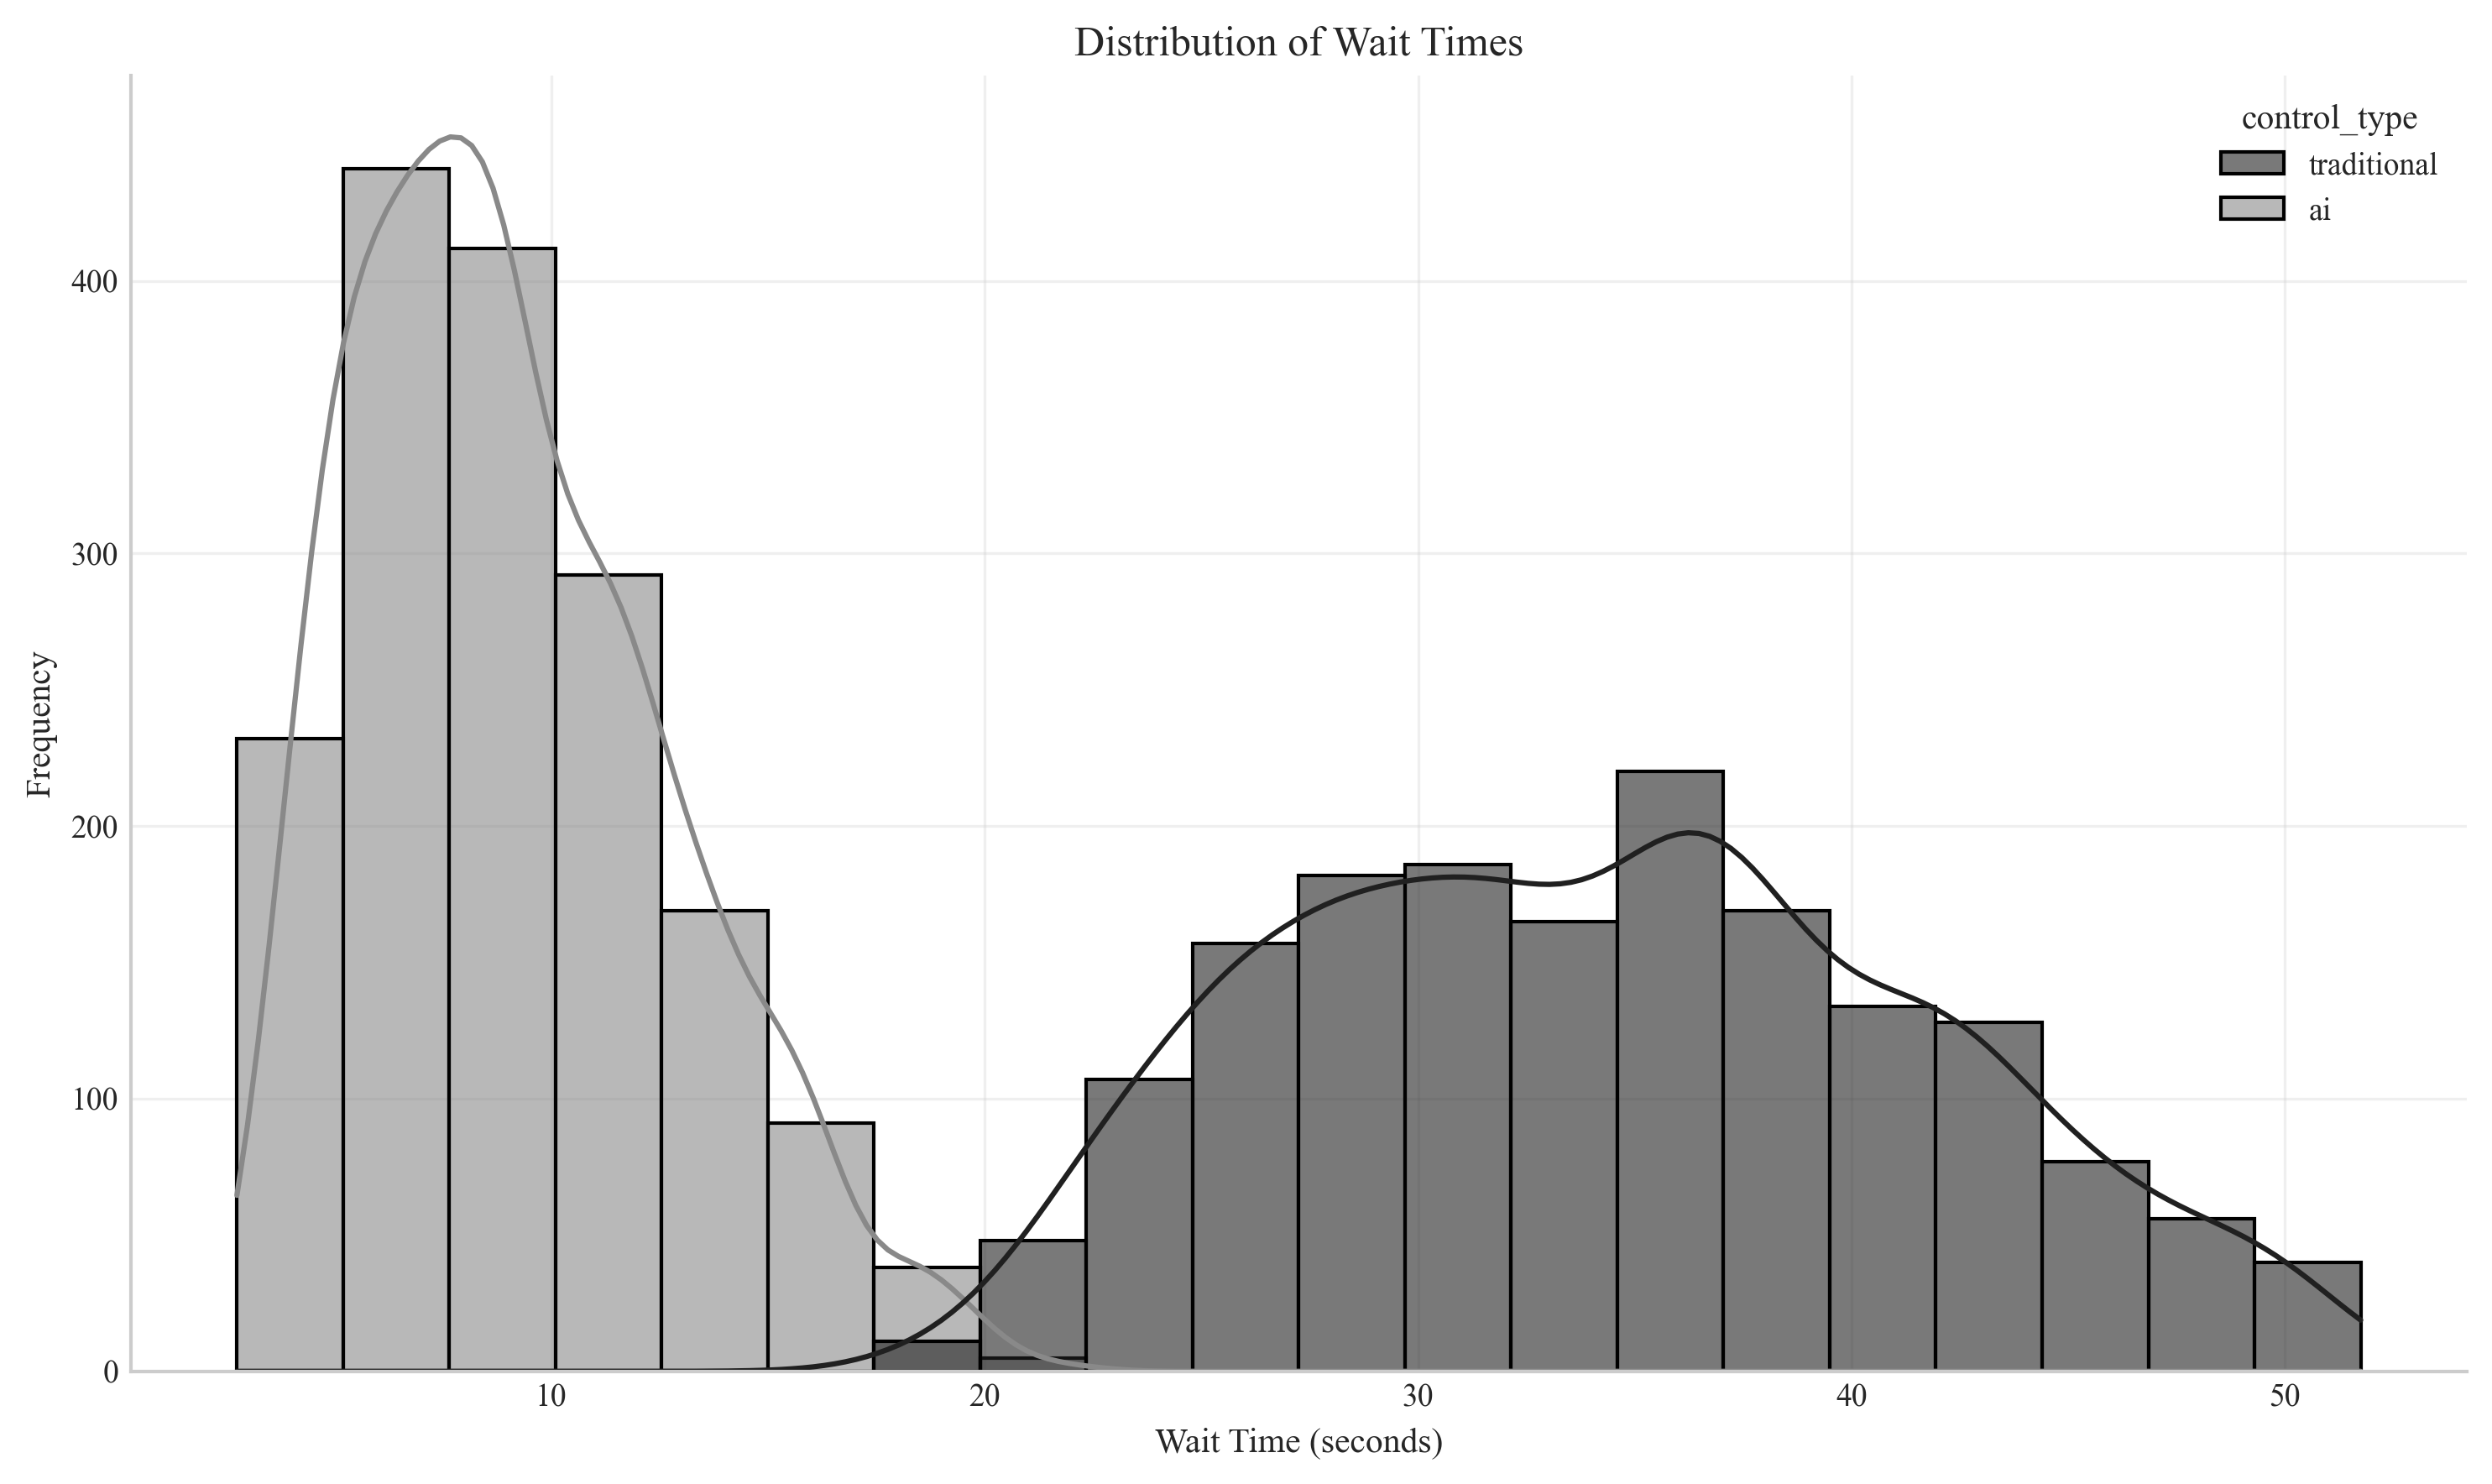 Distribution of Wait Times
control_type
traditional
ai
Frequency
400
300
200
100
0
10
20
30
40
50
Wait Time (seconds)